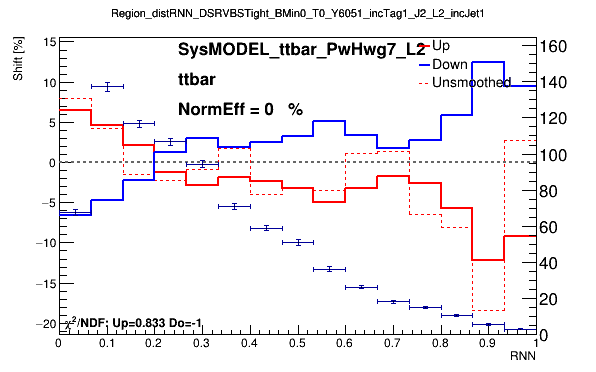 Region_distRNN_DSRVBSTight_BMin0_T0_Y6051_incTag1_J2_L2_incJet1
Shift [%]
SysMODEL_ttbar_PwHwg7_L2
ttbar
NormEff = 0 %
Up
Down
Unsmoothed
15
10
5
0
−5
−10
−15
−20
160
140
120
100
80
60
40
20
0
χ²/NDF: Up=0.833 Do=-1
0 0.1 0.2 0.3 0.4 0.5 0.6 0.7 0.8 0.9 1
RNN